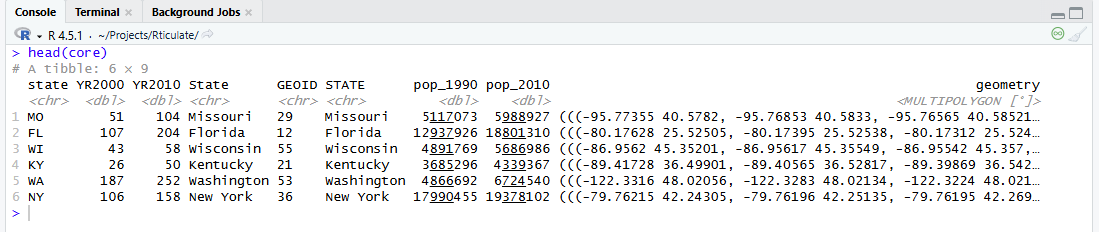 Console Terminal × Background Jobs ×
R 4.5.1 · ~/Projects/Rticulate/
> head(core)
# A tibble: 6 × 9
state YR2000 YR2010 State GEOID STATE pop_1990 pop_2010 geometry
<chr> <dbl> <dbl> <chr> <chr> <chr> <dbl> <dbl> <MULTIPOLYGON [°]>
1 MO 51 104 Missouri 29 Missouri 5117073 5988927 (((-95.77355 40.5782, -95.76853 40.5833, -95.76565 40.58521…
2 FL 107 204 Florida 12 Florida 12937926 18801310 (((-80.17628 25.52505, -80.17395 25.52538, -80.17312 25.524…
3 WI 43 58 Wisconsin 55 Wisconsin 4891769 5686986 (((-86.9562 45.35201, -86.95617 45.35549, -86.95542 45.357,…
4 KY 26 50 Kentucky 21 Kentucky 3685296 4339367 (((-89.41728 36.49901, -89.40565 36.52817, -89.39869 36.542…
5 WA 187 252 Washington 53 Washington 4866692 6724540 (((-122.3316 48.02056, -122.3283 48.02134, -122.3224 48.021…
6 NY 106 158 New York 36 New York 17990455 19378102 (((-79.76215 42.24305, -79.76196 42.25135, -79.76195 42.269…
>